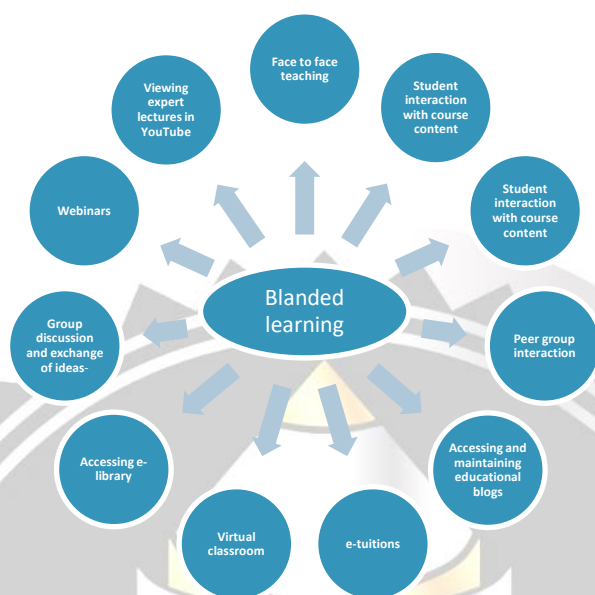 Face to face
teaching
Student
interaction
with course
content
Student
interaction
with course
content
Peer group
interaction
Accessing and
maintaining
educational
blogs
e-tuitions
Virtual
classroom
Accessing e-
library
Group
discussion
and exchange
of ideas-
Webinars
Viewing
expert
lectures in
YouTube
Blanded
learning